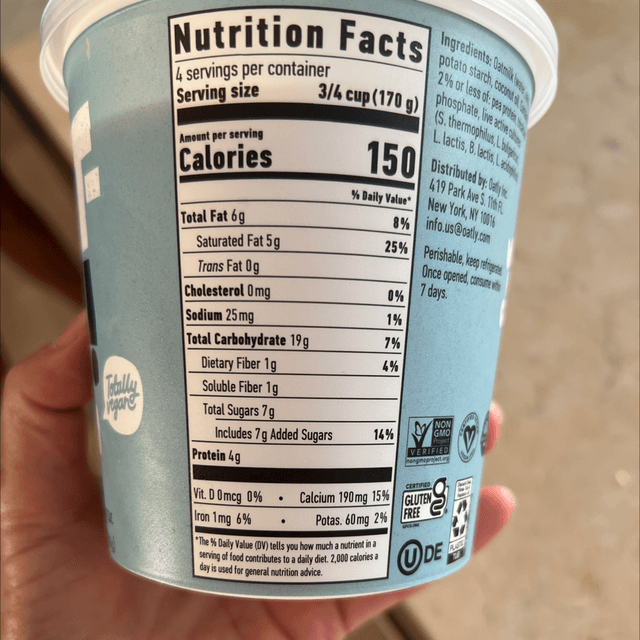 Nutrition Facts
4 servings per container
Serving size 3/4 cup (170 g)
Amount per serving
Calories 150
% Daily Value*
Total Fat 6g 8%
Saturated Fat 5g 25%
Trans Fat 0g
Cholesterol 0mg 0%
Sodium 25mg 1%
Total Carbohydrate 19g 7%
Dietary Fiber 1g 4%
Soluble Fiber 1g
Total Sugars 7g
Includes 7g Added Sugars 14%
Protein 4g
Vit. D 0mcg 0% • Calcium 190mg 15%
Iron 1mg 6% • Potas. 60mg 2%
*The % Daily Value (DV) tells you how much a nutrient in a
serving of food contributes to a daily diet. 2,000 calories a
day is used for general nutrition advice.
Ingredients: Oatmilk
potato starch, coconut oil
2% or less of: pea protein
phosphate, live active cultures
(S. thermophilus, L. bulgaricus
L. lactis, B. lactis, L. acidophilus
Distributed by: Oatly Inc.
419 Park Ave S. 11th FL
New York, NY 10016
info.us@oatly.com
Perishable, keep refrigerated
Once opened, consume within
7 days.
Totally
vegan
NON
GMO
Project
VERIFIED
nongmoproject.org
CERTIFIED
GLUTEN
FREE
U DE